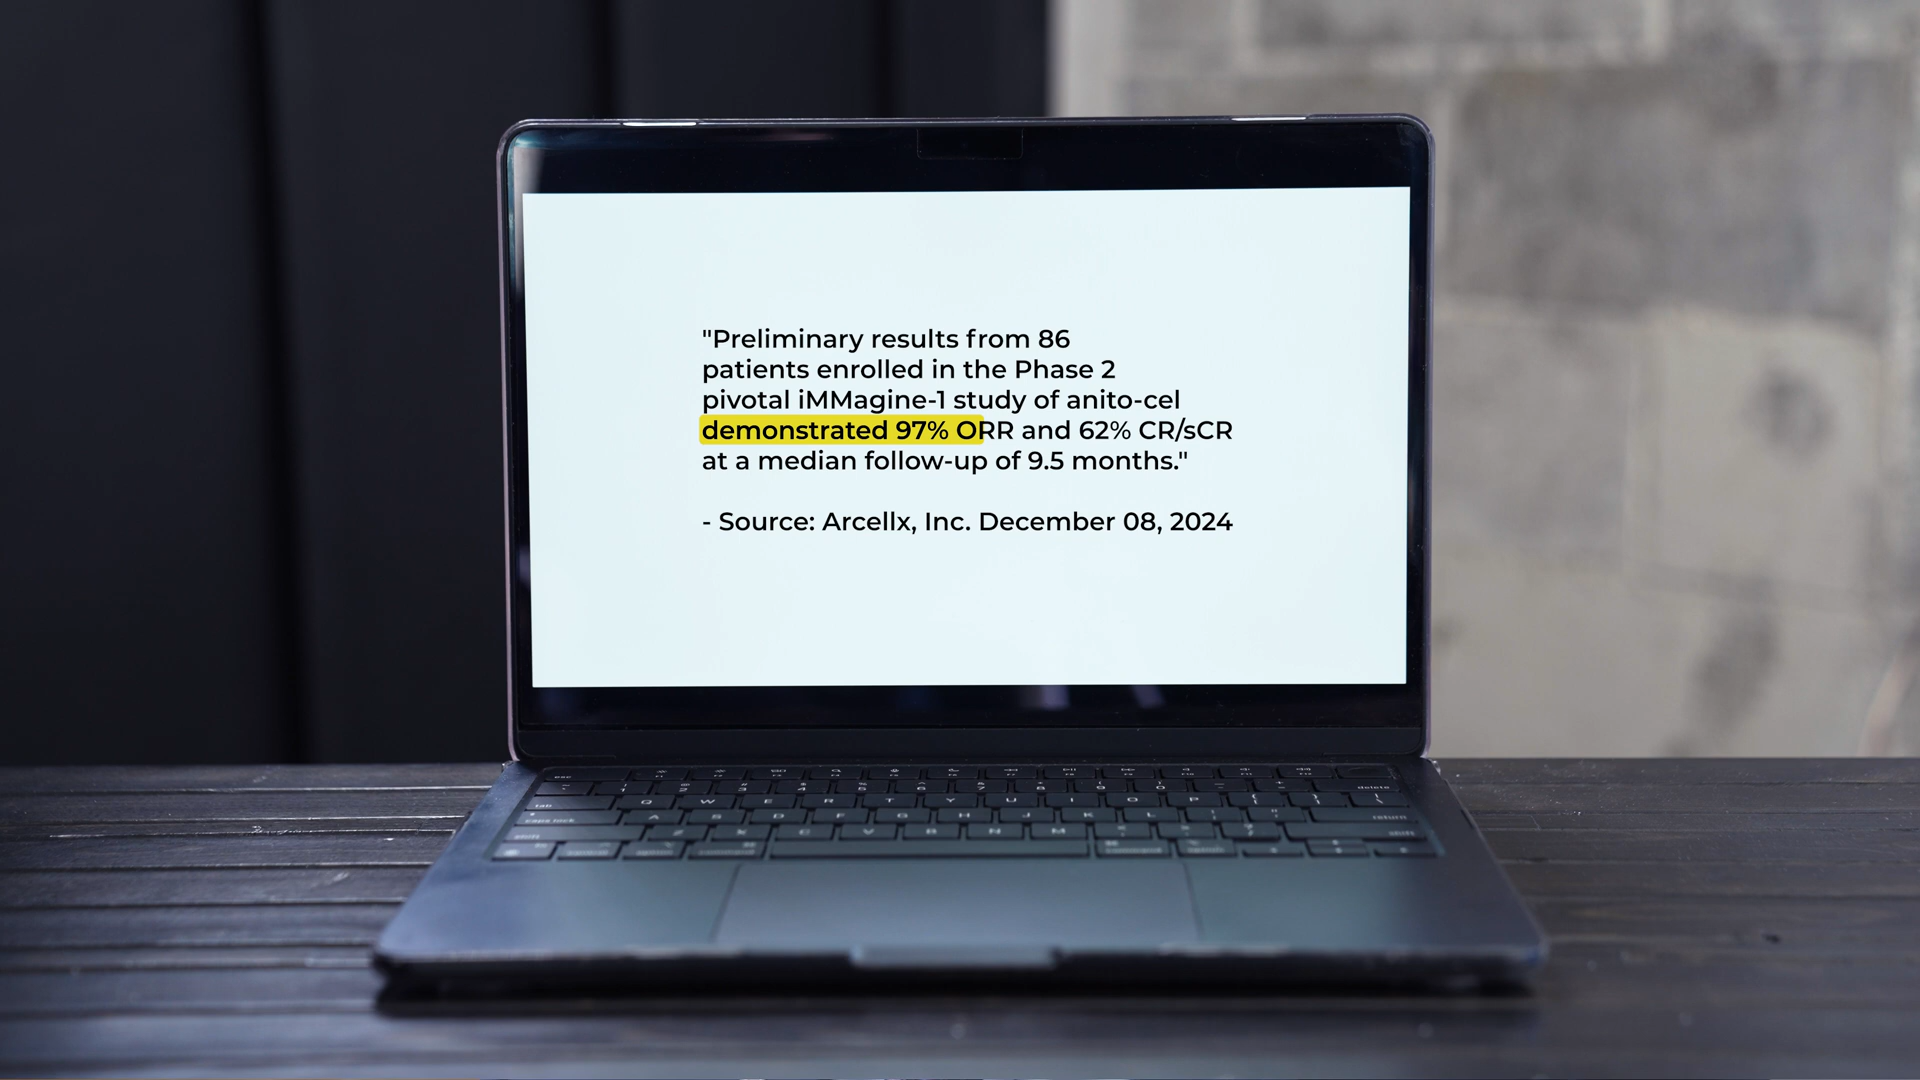 "Preliminary results from 86
patients enrolled in the Phase 2
pivotal iMMagine-1 study of anito-cel
demonstrated 97% ORR and 62% CR/sCR
at a median follow-up of 9.5 months."
- Source: Arcellx, Inc. December 08, 2024